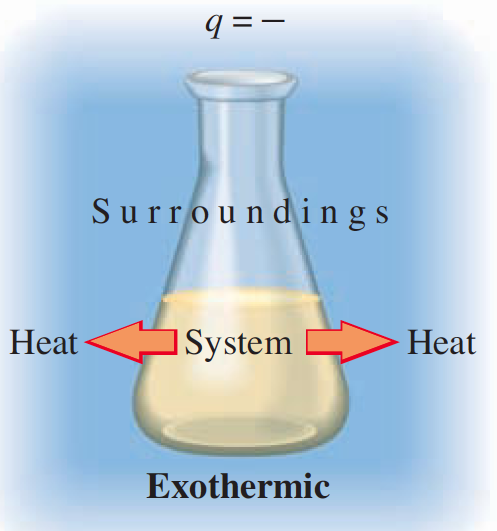 q = −
Surroundings
Heat System Heat
Exothermic